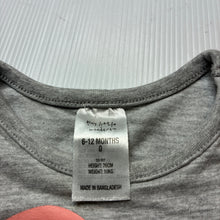 6-12 MONTHS
0
HEIGHT: 76CM
WEIGHT: 10KG
MADE IN BANGLADESH